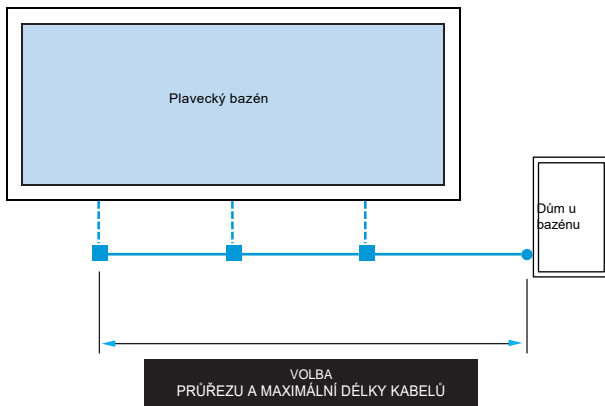 Plavecký bazén
Dům u
bazénu
VOLBA
PRŮŘEZU A MAXIMÁLNÍ DÉLKY KABELŮ